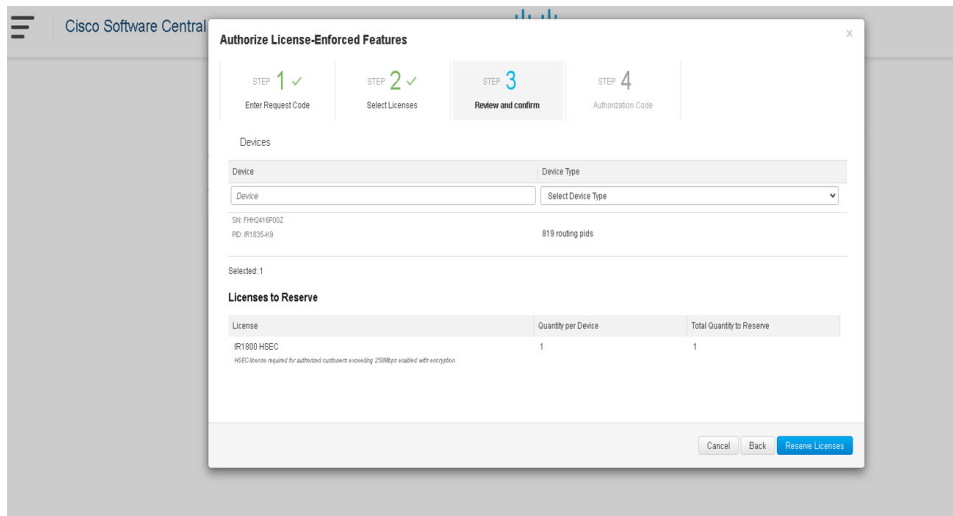 Cisco Software Central
Authorize License-Enforced Features
x
STEP 1 ✓
Enter Request Code
STEP 2 ✓
Select Licenses
STEP 3
Review and confirm
STEP 4
Authorization Code
Devices
Device Device Type
Device Select Device Type
SN: FHH2416P00Z
PID: IR1835-K9
819 routing pids
Selected: 1
Licenses to Reserve
License Quantity per Device Total Quantity to Reserve
IR1800 HSEC 1 1
HSEC license required for authorized customers exceeding 250Mbps enabled with encryption
Cancel Back Reserve Licenses